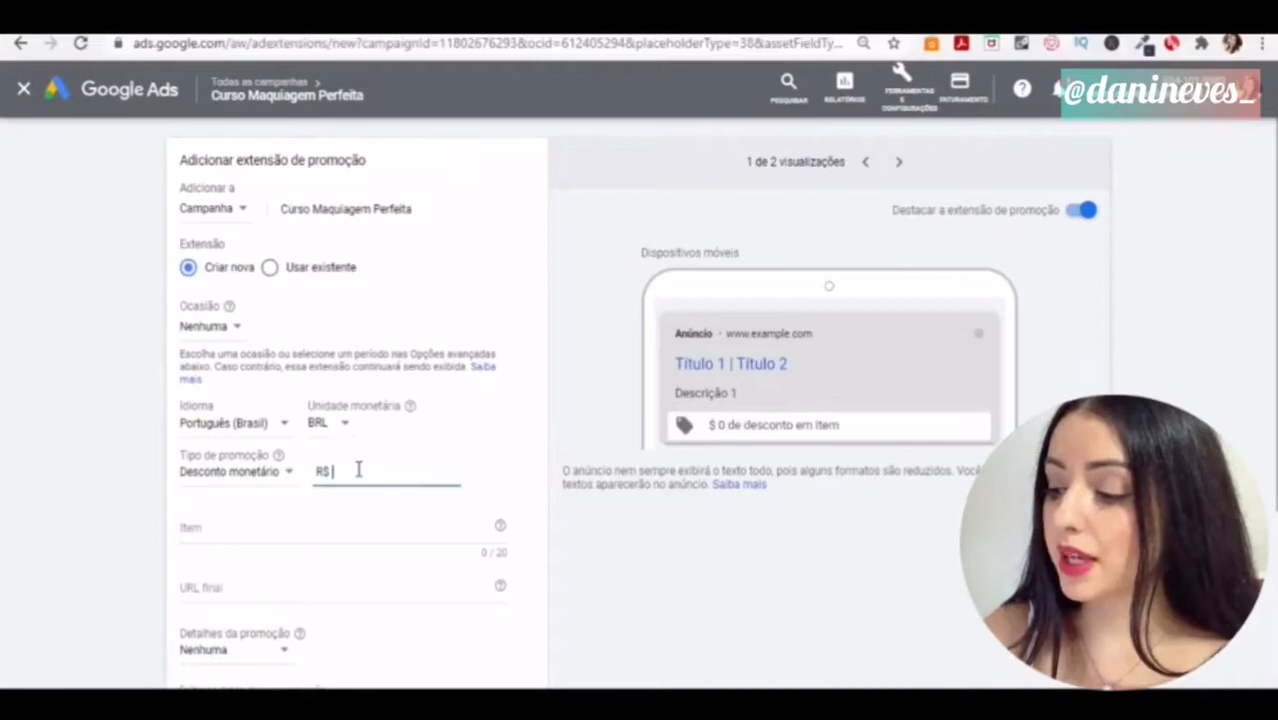 ads.google.com/aw/adextensions/new?campaignId=11802676293&ocid=612405294&placeholderType=38&assetFieldTy...
Google Ads
Todas as campanhas
Curso Maquiagem Perfeita
PESQUISAR
RELATÓRIOS
FERRAMENTAS E CONFIGURAÇÕES
FATURAMENTO
@danineves_
Adicionar extensão de promoção
Adicionar a
Campanha
Curso Maquiagem Perfeita
Extensão
Criar nova
Usar existente
Ocasião
Nenhuma
Escolha uma ocasião ou selecione um período nas Opções avançadas
abaixo. Caso contrário, essa extensão continuará sendo exibida. Saiba
mais
Idioma
Unidade monetária
Português (Brasil)
BRL
Tipo de promoção
Desconto monetário
R$
Item
0 / 20
URL final
Detalhes da promoção
Nenhuma
1 de 2 visualizações
Destacar a extensão de promoção
Dispositivos móveis
Anúncio · www.example.com
Título 1 | Título 2
Descrição 1
$ 0 de desconto em Item
O anúncio nem sempre exibirá o texto todo, pois alguns formatos são reduzidos. Você
textos aparecerão no anúncio. Saiba mais